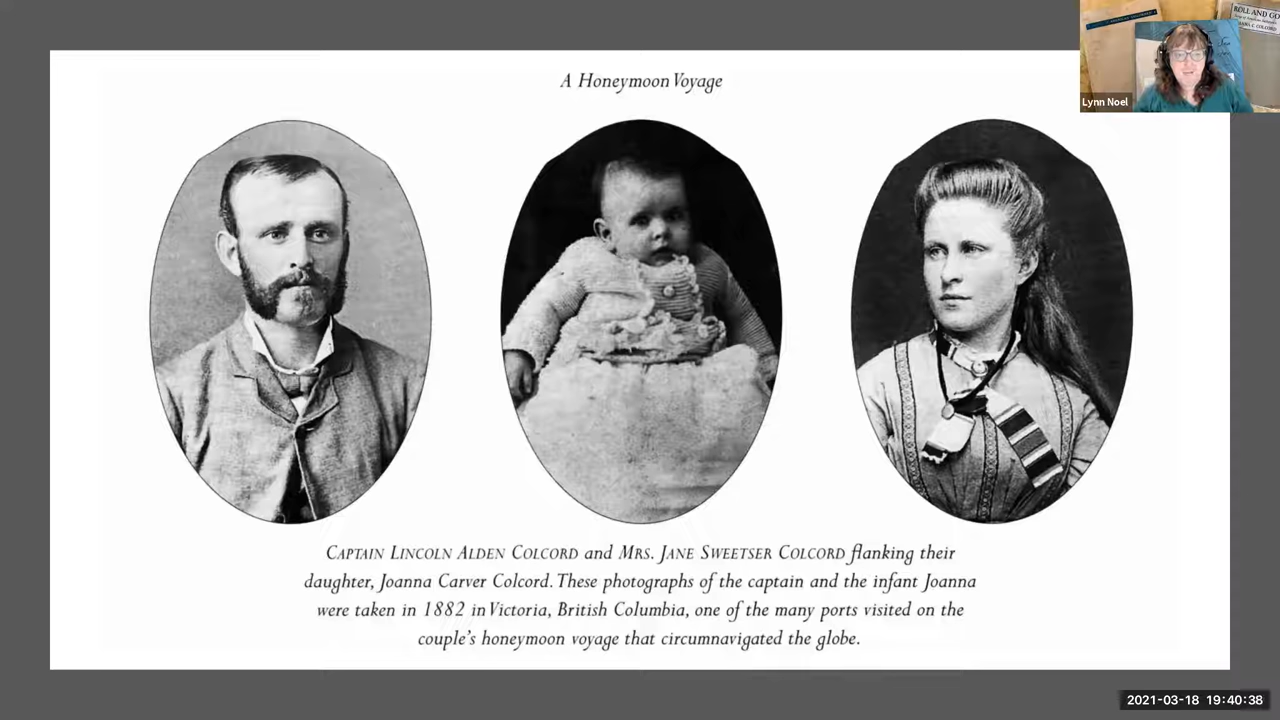 A Honeymoon Voyage
ROLL AND GO
Lynn Noel
CAPTAIN LINCOLN ALDEN COLCORD and MRS. JANE SWEETSER COLCORD flanking their
daughter, Joanna Carver Colcord. These photographs of the captain and the infant Joanna
were taken in 1882 in Victoria, British Columbia, one of the many ports visited on the
couple's honeymoon voyage that circumnavigated the globe.
2021-03-18 19:40:38